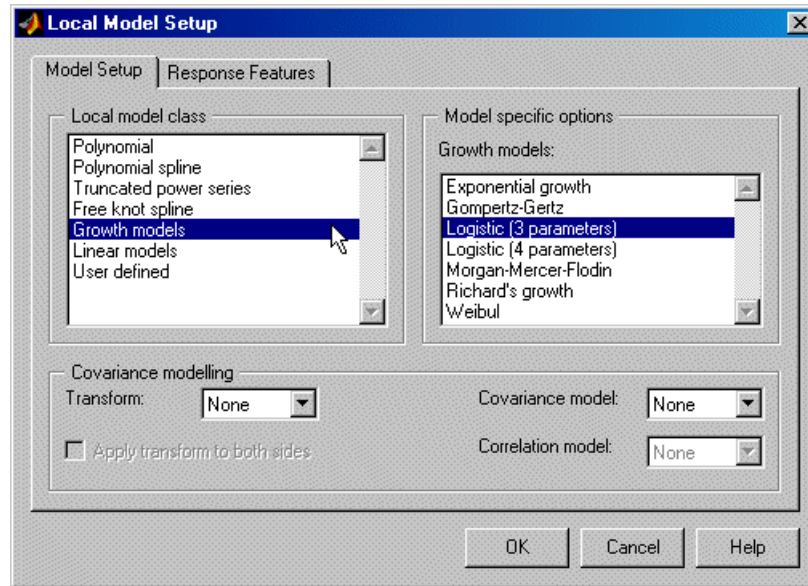 Local Model Setup
Model Setup
Response Features
Local model class
Polynomial
Polynomial spline
Truncated power series
Free knot spline
Growth models
Linear models
User defined
Model specific options
Growth models:
Exponential growth
Gompertz-Gertz
Logistic (3 parameters)
Logistic (4 parameters)
Morgan-Mercer-Flodin
Richard's growth
Weibul
Covariance modelling
Transform:
None
Apply transform to both sides
Covariance model:
None
Correlation model:
None
OK
Cancel
Help